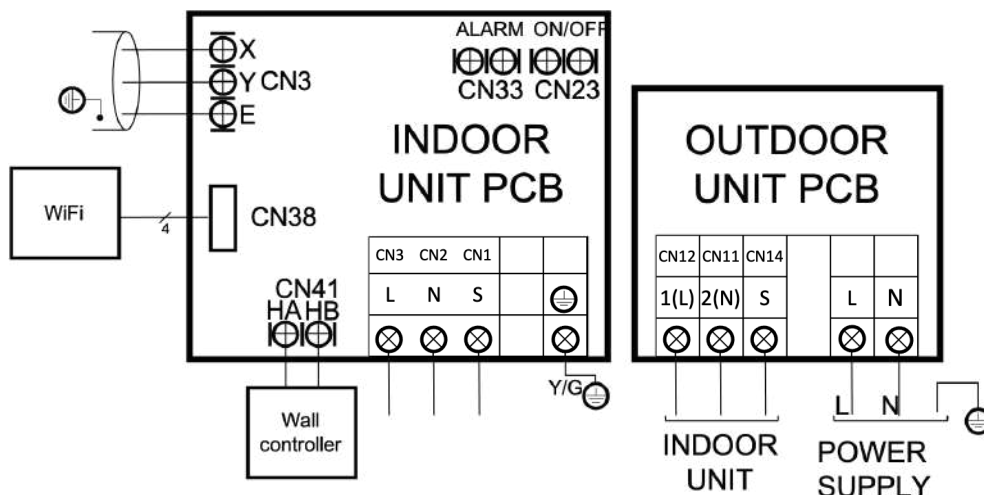 ALARM ON/OFF
CN33 CN23
X
Y CN3
E
INDOOR
UNIT PCB
WiFi
4
CN38
CN3 CN2 CN1
L N S
CN41
HA HB
Y/G
Wall
controller
OUTDOOR
UNIT PCB
CN12 CN11 CN14
1(L) 2(N) S L N
L N
INDOOR
UNIT
POWER
SUPPLY